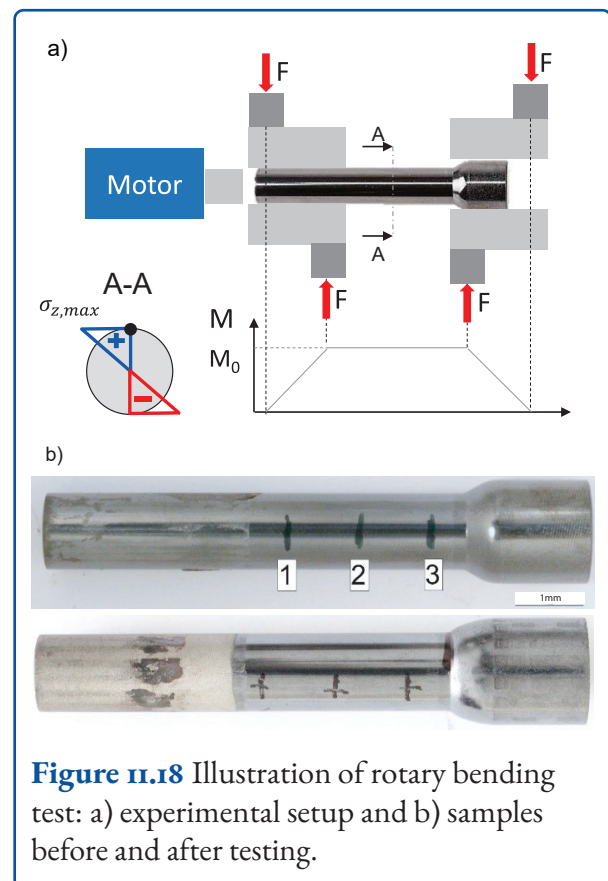 a)
F
F
A
Motor
A
A-A
F
F
σz,max
M
M0
+
−
b)
1
2
3
1mm
Figure 11.18 Illustration of rotary bending
test: a) experimental setup and b) samples
before and after testing.